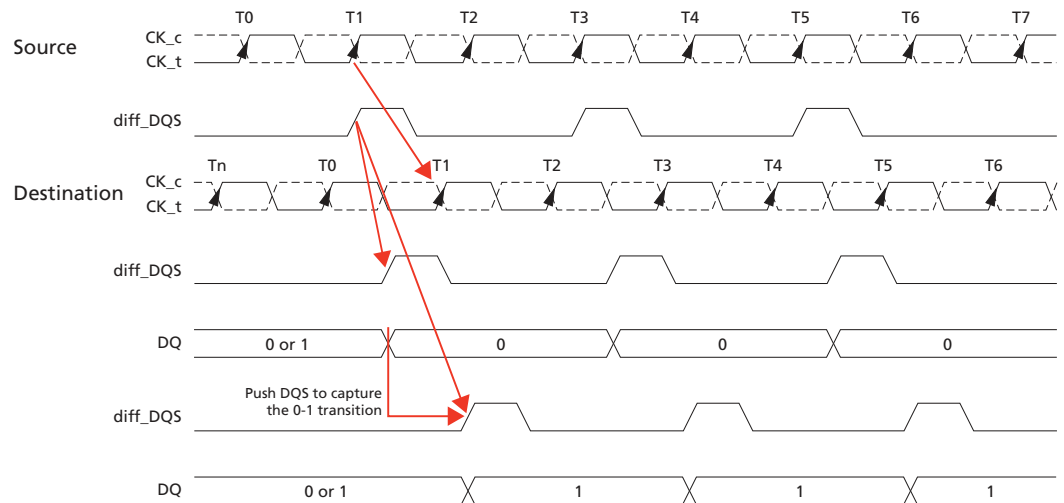 T0 T1 T2 T3 T4 T5 T6 T7
Source
CK_c
CK_t
diff_DQS
Tn T0 T1 T2 T3 T4 T5 T6
Destination
CK_c
CK_t
diff_DQS
DQ 0 or 1 0 0 0
Push DQS to capture
the 0-1 transition
diff_DQS
DQ 0 or 1 1 1 1